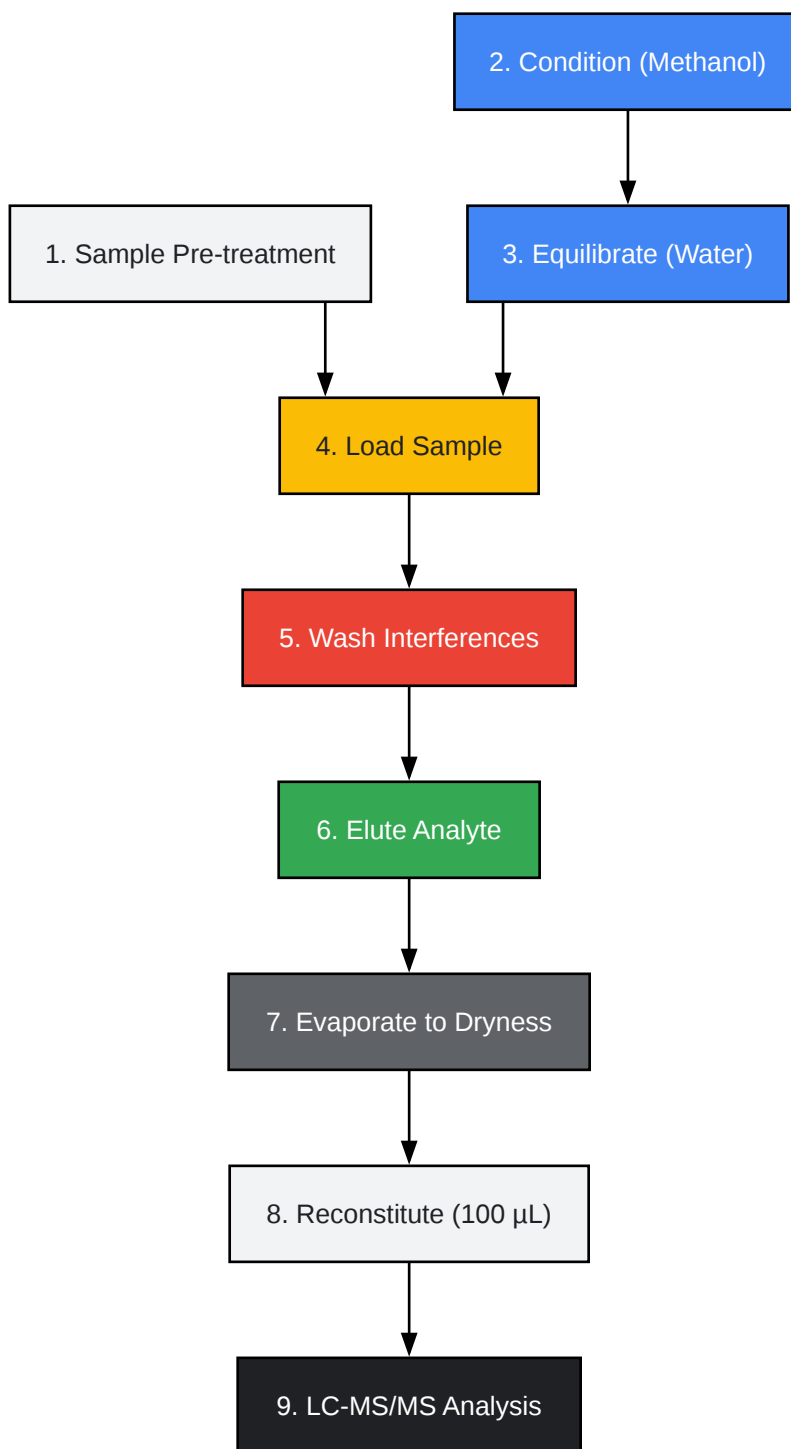 2. Condition (Methanol)
1. Sample Pre-treatment
3. Equilibrate (Water)
4. Load Sample
5. Wash Interferences
6. Elute Analyte
7. Evaporate to Dryness
8. Reconstitute (100 µL)
9. LC-MS/MS Analysis